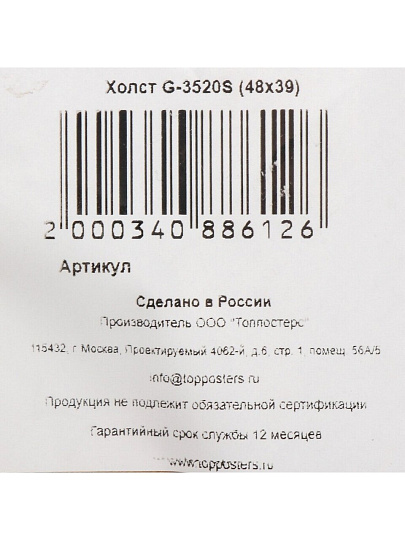 Холст G-3520S (48x39)
2 000340 886126
Артикул
Сделано в России
Производитель ООО "Топпостерс"
115432, г. Москва, Проектируемый 4062-й, д.6, стр. 1, помещ. 56А/5
info@topposters.ru
Продукция не подлежит обязательной сертификации
Гарантийный срок службы 12 месяцев
www.topposters.ru